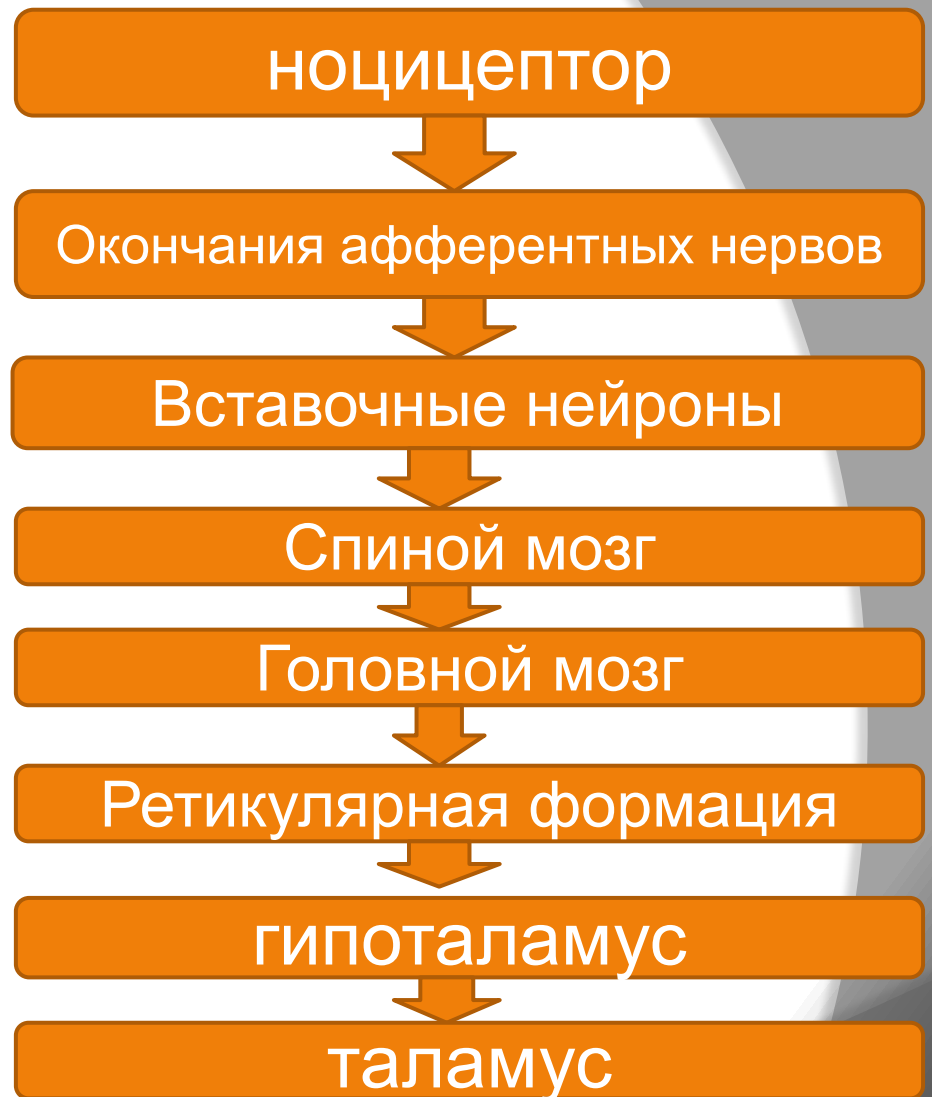 ноцицептор
Окончания афферентных нервов
Вставочные нейроны
Спиной мозг
Головной мозг
Ретикулярная формация
гипоталамус
таламус